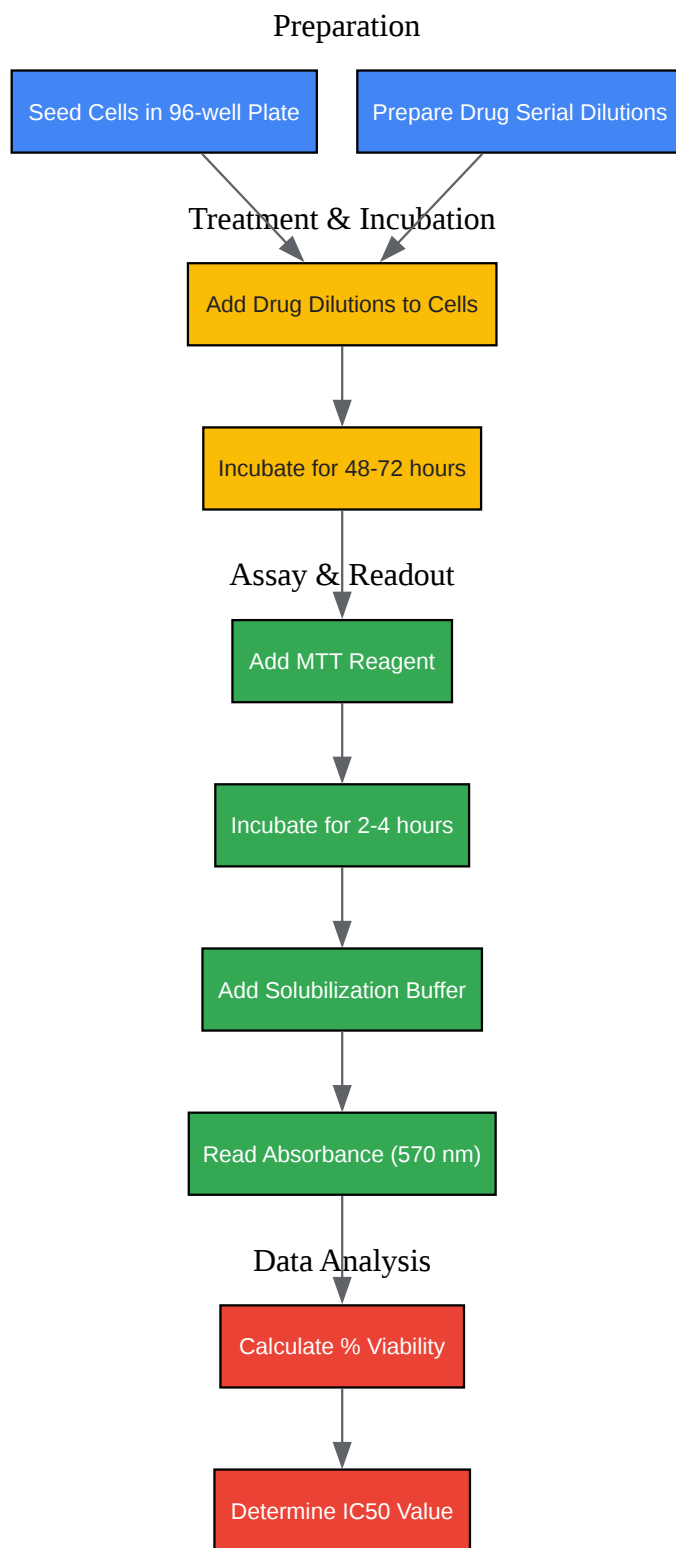 Preparation
Seed Cells in 96-well Plate
Prepare Drug Serial Dilutions
Treatment & Incubation
Add Drug Dilutions to Cells
Incubate for 48-72 hours
Assay & Readout
Add MTT Reagent
Incubate for 2-4 hours
Add Solubilization Buffer
Read Absorbance (570 nm)
Data Analysis
Calculate % Viability
Determine IC50 Value